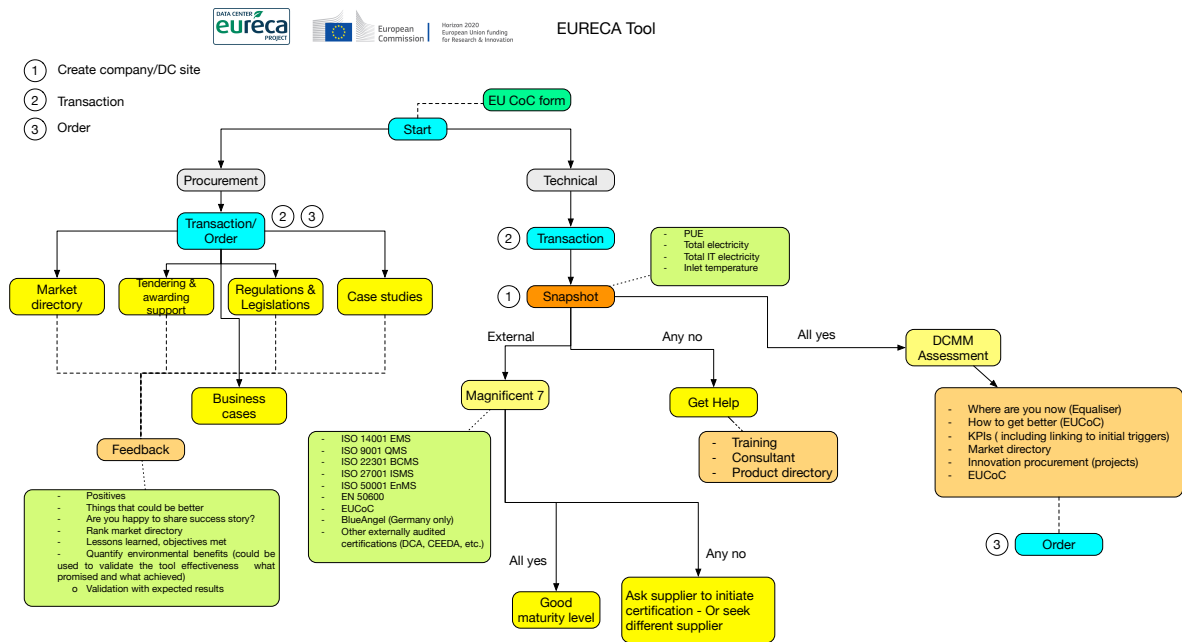 DATA CENTER
eureca
PROJECT
European
Commission
Horizon 2020
European Union funding
for Research & Innovation
EURECA Tool
1 Create company/DC site
2 Transaction
3 Order
EU CoC form
Start
Procurement
Technical
Transaction/
Order
2 3
2 Transaction
- PUE
- Total electricity
- Total IT electricity
- Inlet temperature
Market
directory
Tendering &
awarding
support
Regulations &
Legislations
Case studies
1 Snapshot
External
Any no
All yes
DCMM
Assessment
Business
cases
Magnificent 7
Get Help
Feedback
- Positives
- Things that could be better
- Are you happy to share success story?
- Rank market directory
- Lessons learned, objectives met
- Quantify environmental benefits (could be
used to validate the tool effectiveness what
promised and what achieved)
o Validation with expected results
- ISO 14001 EMS
- ISO 9001 QMS
- ISO 22301 BCMS
- ISO 27001 ISMS
- ISO 50001 EnMS
- EN 50600
- EUCoC
- BlueAngel (Germany only)
- Other externally audited
certifications (DCA, CEEDA, etc.)
- Training
- Consultant
- Product directory
- Where are you now (Equaliser)
- How to get better (EUCoC)
- KPIs ( including linking to initial triggers)
- Market directory
- Innovation procurement (projects)
- EUCoC
3 Order
All yes
Any no
Good
maturity level
Ask supplier to initiate
certification - Or seek
different supplier